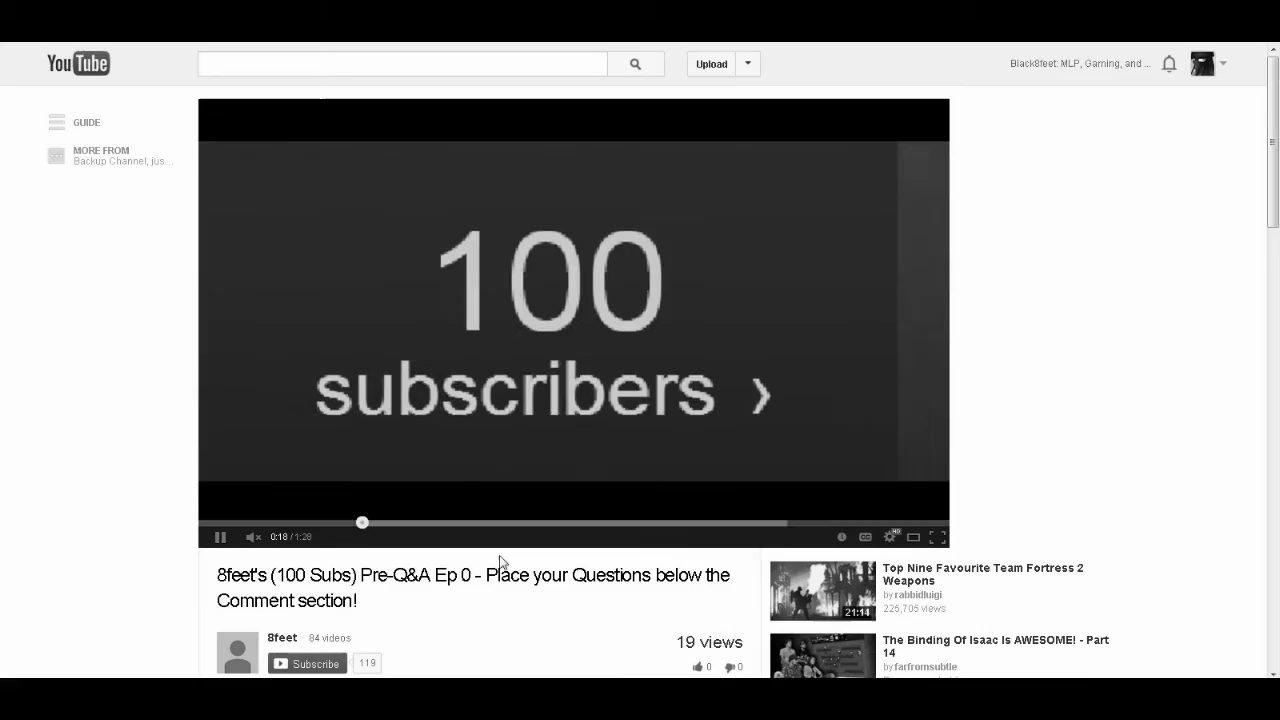 YouTube
Upload
Black8feet: MLP, Gaming, and ...
GUIDE
MORE FROM
Backup Channel, jus...
100
subscribers ›
0:18 / 1:28
CC
HD
8feet's (100 Subs) Pre-Q&A Ep 0 - Place your Questions below the
Comment section!
8feet · 84 videos
Subscribe 119
19 views
0 0
21:14
Top Nine Favourite Team Fortress 2
Weapons
by rabbidluigi
225,705 views
The Binding Of Isaac Is AWESOME! - Part
14
by farfromsubtle